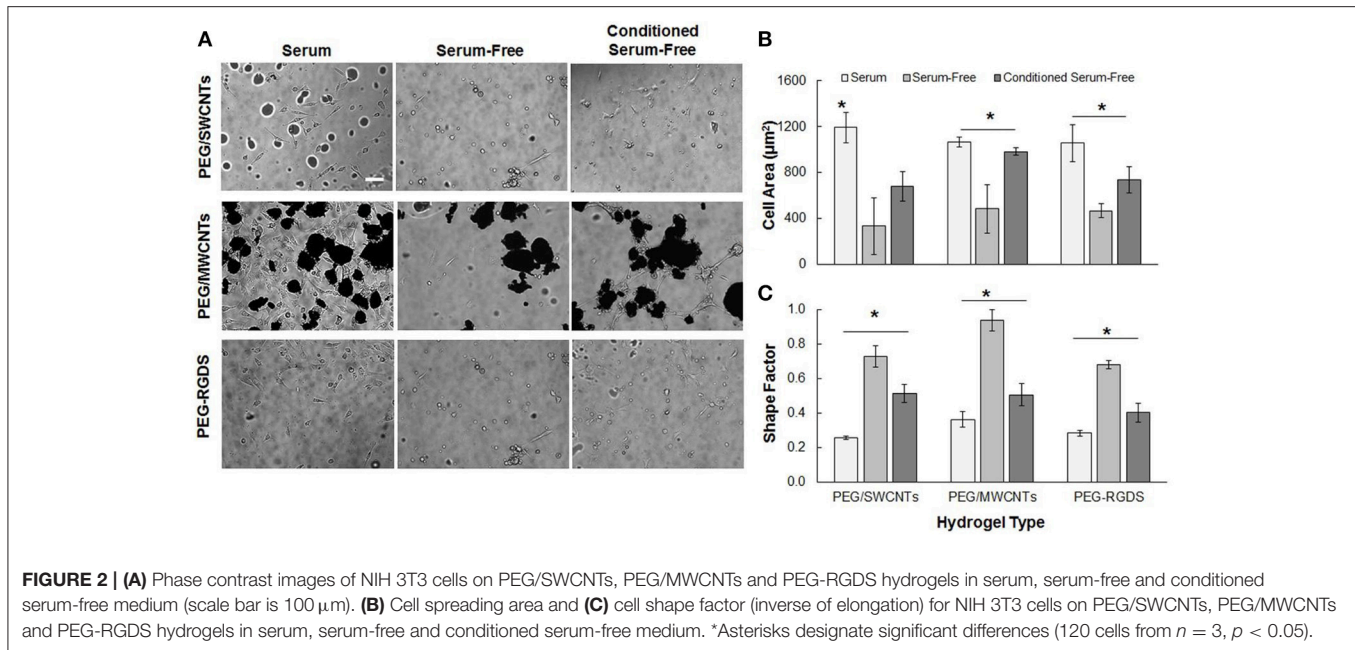 A
Serum
Serum-Free
Conditioned
Serum-Free
PEG/SWCNTs
PEG/MWCNTs
PEG-RGDS
B
Serum
Serum-Free
Conditioned Serum-Free
Cell Area (µm²)
1600
1200
800
400
0
*
*
*
C
Shape Factor
1.0
0.8
0.6
0.4
0.2
0.0
*
*
*
PEG/SWCNTs
PEG/MWCNTs
PEG-RGDS
Hydrogel Type
FIGURE 2 | (A) Phase contrast images of NIH 3T3 cells on PEG/SWCNTs, PEG/MWCNTs and PEG-RGDS hydrogels in serum, serum-free and conditioned
serum-free medium (scale bar is 100 µm). (B) Cell spreading area and (C) cell shape factor (inverse of elongation) for NIH 3T3 cells on PEG/SWCNTs, PEG/MWCNTs
and PEG-RGDS hydrogels in serum, serum-free and conditioned serum-free medium. *Asterisks designate significant differences (120 cells from n = 3, p < 0.05).